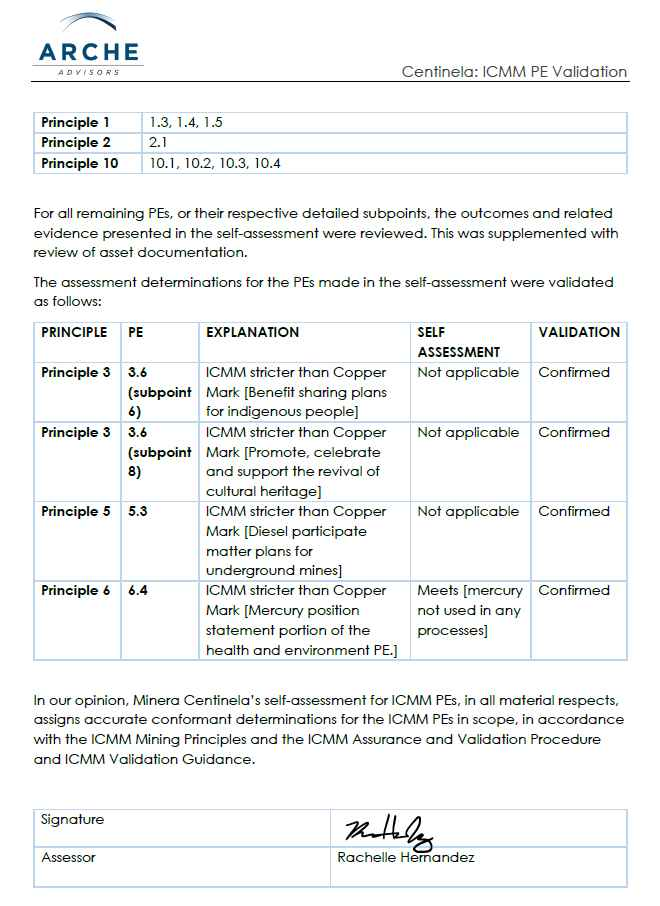 ARCHE
ADVISORS
Centinela: ICMM PE Validation
Principle 1 1.3, 1.4, 1.5
Principle 2 2.1
Principle 10 10.1, 10.2, 10.3, 10.4
For all remaining PEs, or their respective detailed subpoints, the outcomes and related
evidence presented in the self-assessment were reviewed. This was supplemented with
review of asset documentation.
The assessment determinations for the PEs made in the self-assessment were validated
as follows:
PRINCIPLE PE EXPLANATION SELF VALIDATION
ASSESSMENT
Principle 3 3.6 ICMM stricter than Copper Not applicable Confirmed
(subpoint Mark [Benefit sharing plans
6) for indigenous people]
Principle 3 3.6 ICMM stricter than Copper Not applicable Confirmed
(subpoint Mark [Promote, celebrate
8) and support the revival of
cultural heritage]
Principle 5 5.3 ICMM stricter than Copper Not applicable Confirmed
Mark [Diesel participate
matter plans for
underground mines]
Principle 6 6.4 ICMM stricter than Copper Meets [mercury Confirmed
Mark [Mercury position not used in any
statement portion of the processes]
health and environment PE.]
In our opinion, Minera Centinela's self-assessment for ICMM PEs, in all material respects,
assigns accurate conformant determinations for the ICMM PEs in scope, in accordance
with the ICMM Mining Principles and the ICMM Assurance and Validation Procedure
and ICMM Validation Guidance.
Signature
Assessor Rachelle Hernandez